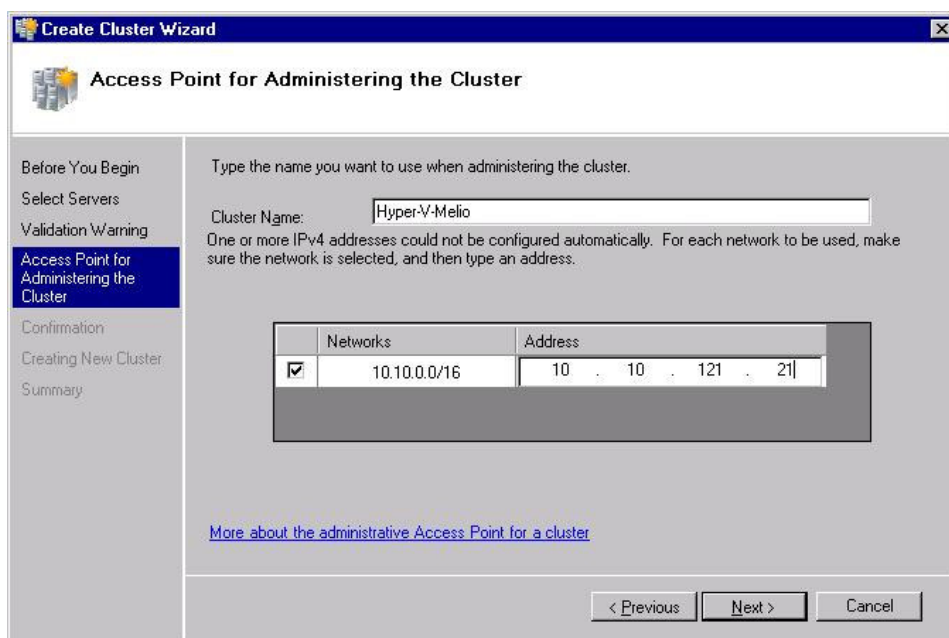 Create Cluster Wizard
Access Point for Administering the Cluster
Before You Begin
Select Servers
Validation Warning
Access Point for
Administering the
Cluster
Confirmation
Creating New Cluster
Summary
Type the name you want to use when administering the cluster.
Cluster Name:
Hyper-V-Melio
One or more IPv4 addresses could not be configured automatically. For each network to be used, make
sure the network is selected, and then type an address.
Networks Address
10.10.0.0/16 10 . 10 . 121 . 21
More about the administrative Access Point for a cluster
< Previous Next > Cancel